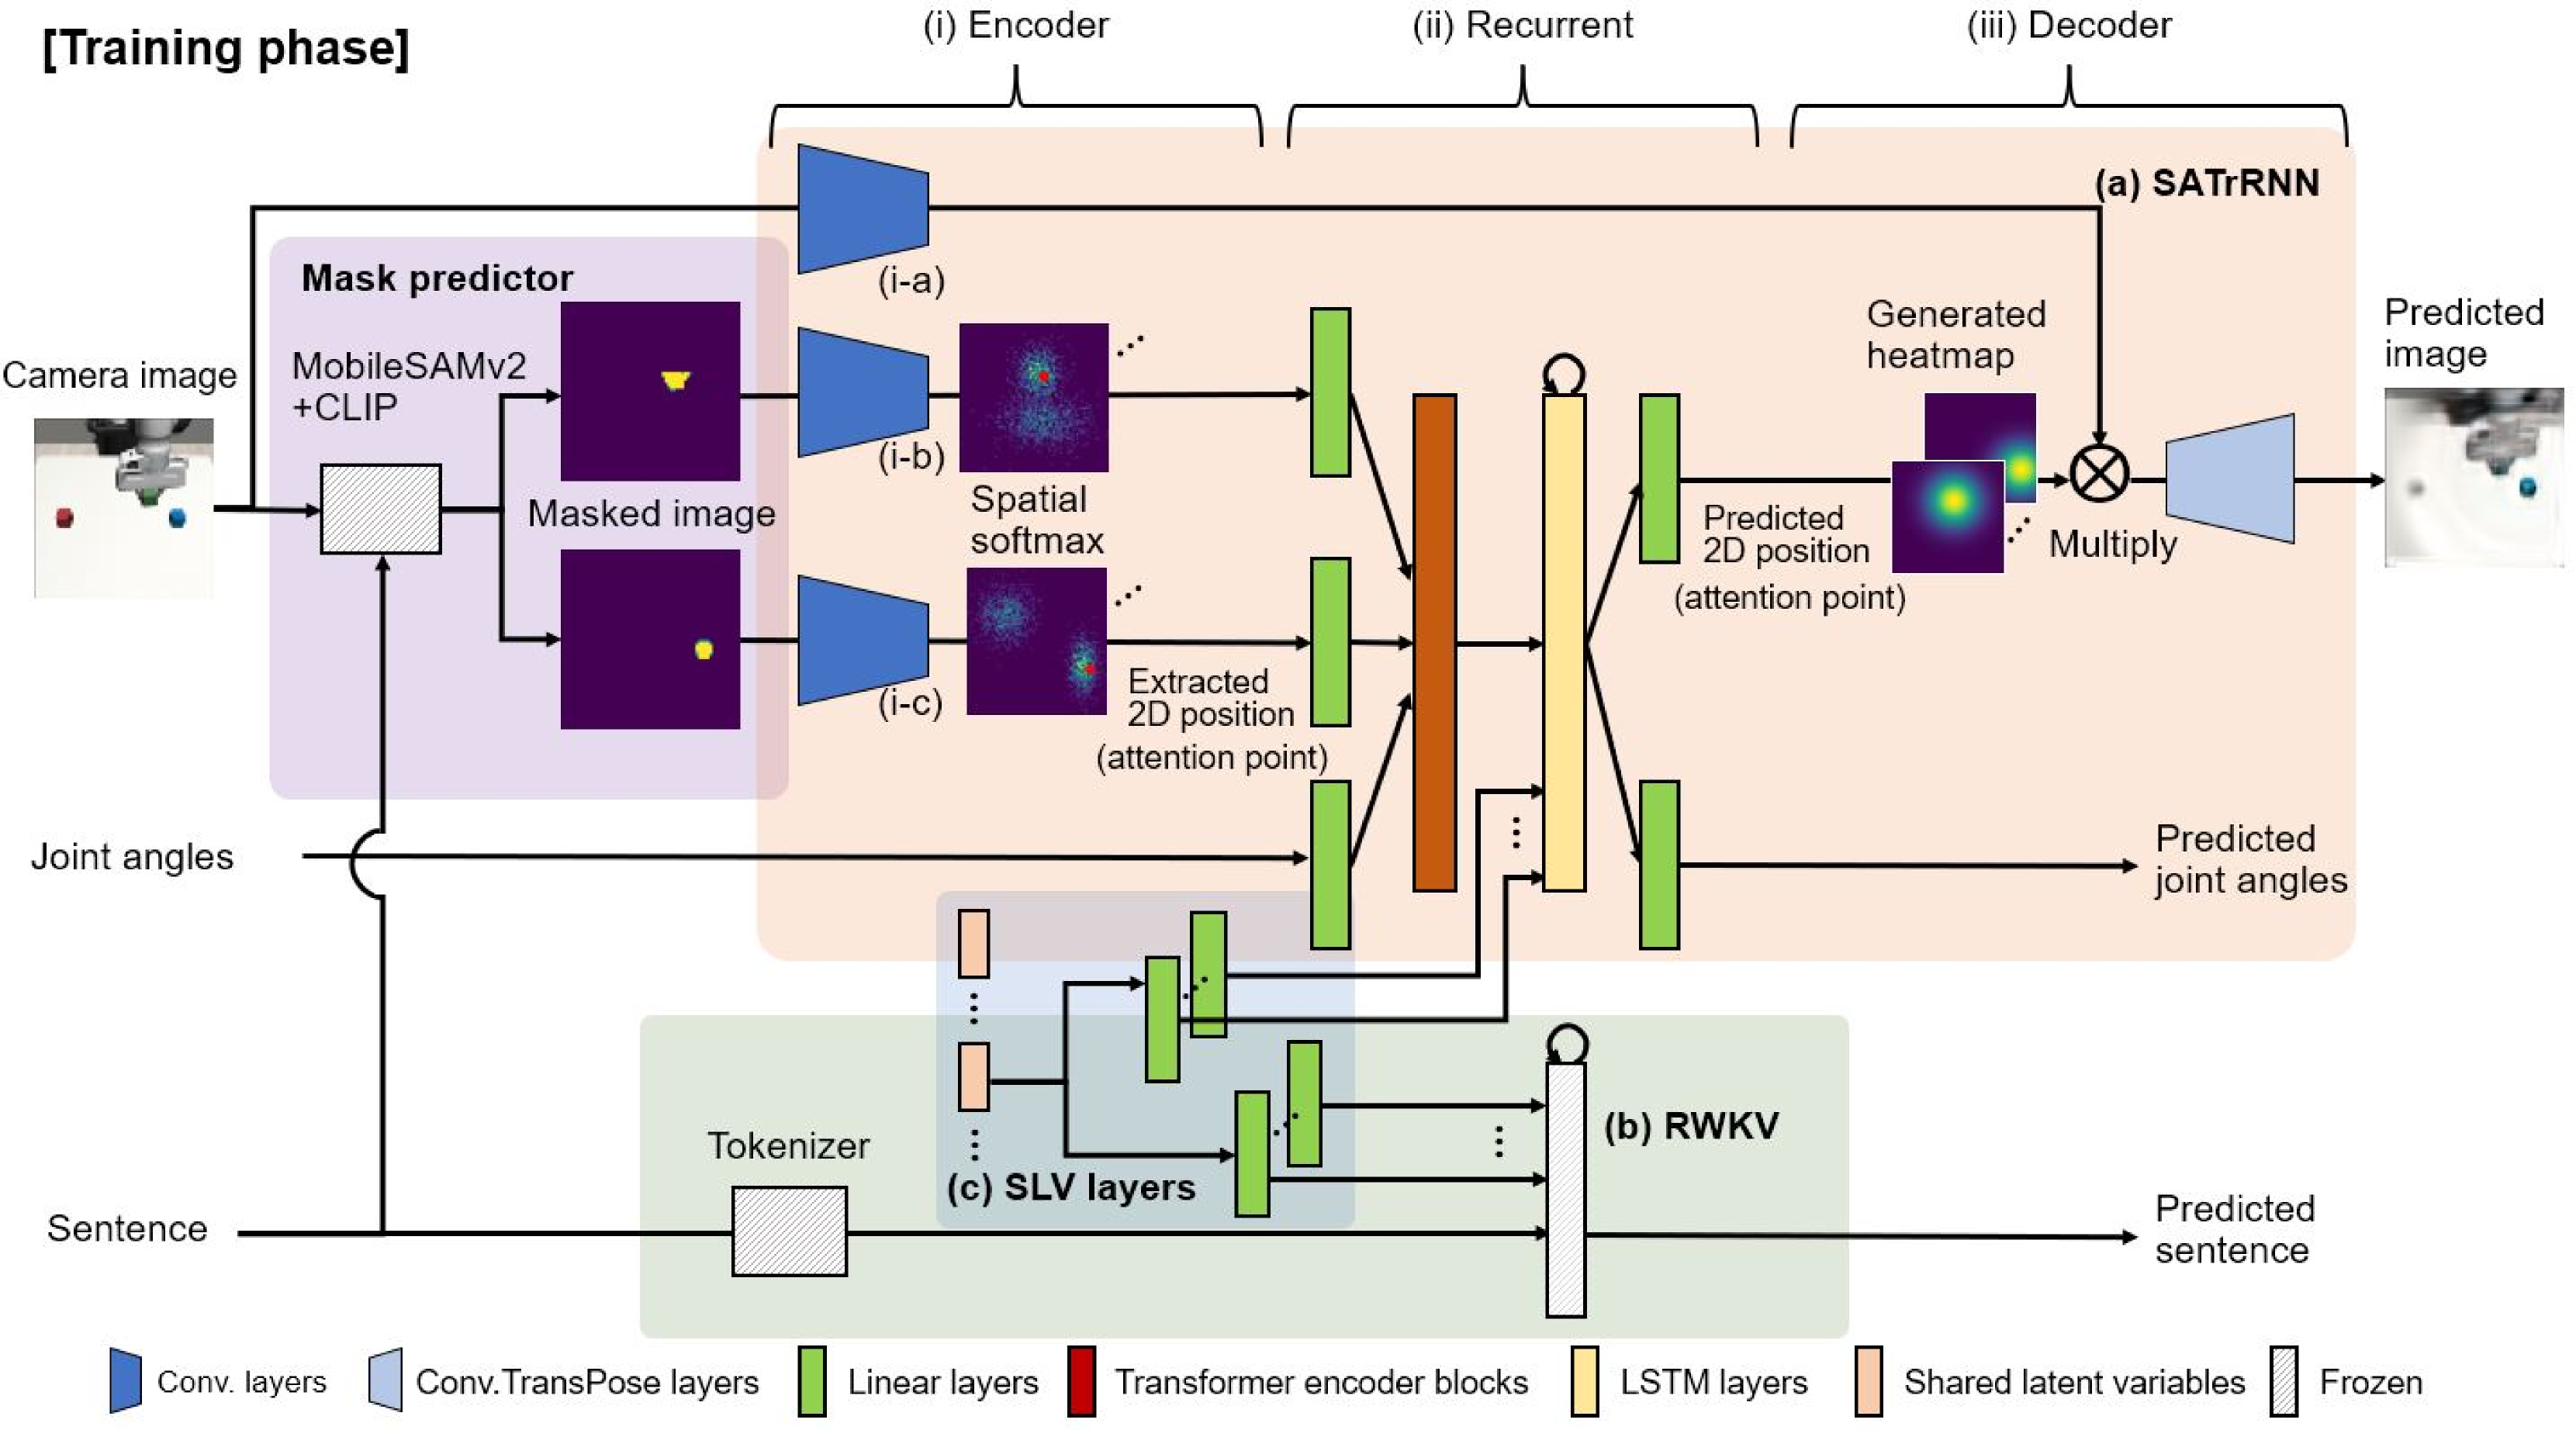 [Training phase]
(i) Encoder
(ii) Recurrent
(iii) Decoder
(a) SATrRNN
Mask predictor
(i-a)
Camera image
MobileSAMv2
+CLIP
Masked image
(i-b)
Spatial
softmax
(i-c)
Extracted
2D position
(attention point)
Generated
heatmap
Predicted
2D position
(attention point)
Multiply
Predicted
image
Joint angles
Predicted
joint angles
Tokenizer
(c) SLV layers
(b) RWKV
Sentence
Predicted
sentence
Conv. layers
Conv.TransPose layers
Linear layers
Transformer encoder blocks
LSTM layers
Shared latent variables
Frozen